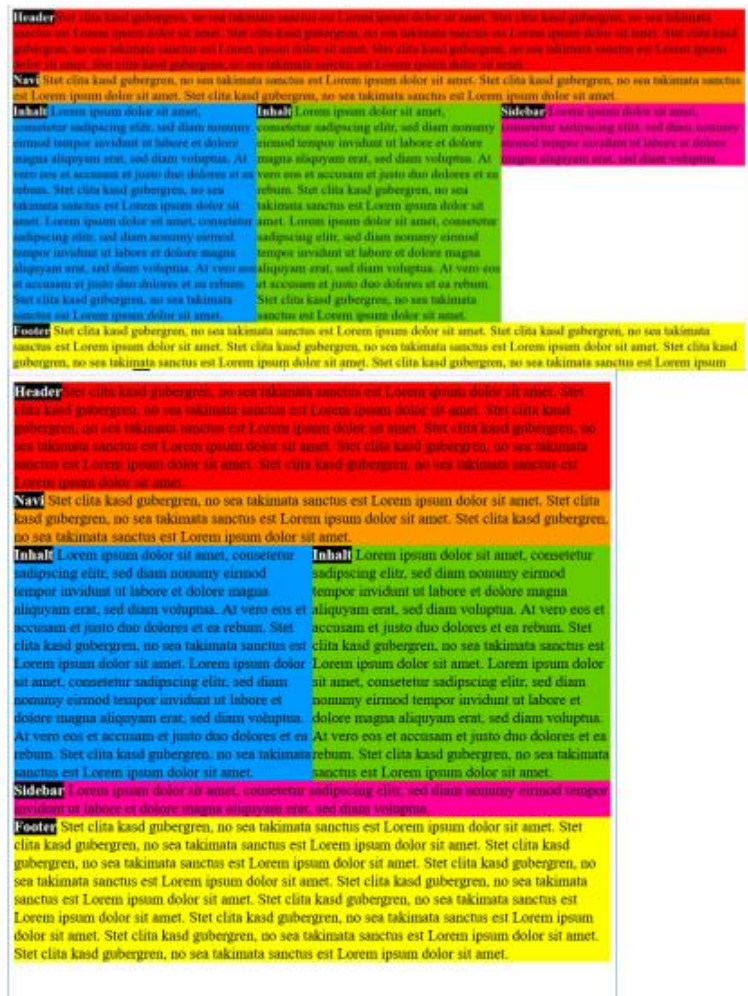 Header Stet clita kasd gubergren, no sea takimata sanctus est Lorem ipsum dolor sit amet. Stet clita kasd gubergren, no sea takimata
sanctus est Lorem ipsum dolor sit amet. Stet clita kasd gubergren, no sea takimata sanctus est Lorem ipsum dolor sit amet. Stet clita kasd
gubergren, no sea takimata sanctus est Lorem ipsum dolor sit amet. Stet clita kasd gubergren, no sea takimata sanctus est Lorem ipsum
dolor sit amet. Stet clita kasd gubergren, no sea takimata sanctus est Lorem ipsum dolor sit amet.
Navi Stet clita kasd gubergren, no sea takimata sanctus est Lorem ipsum dolor sit amet. Stet clita kasd gubergren, no sea takimata sanctus
est Lorem ipsum dolor sit amet. Stet clita kasd gubergren, no sea takimata sanctus est Lorem ipsum dolor sit amet.
Inhalt Lorem ipsum dolor sit amet,
consetetur sadipscing elitr, sed diam nonumy
eirmod tempor invidunt ut labore et dolore
magna aliquyam erat, sed diam voluptua. At
vero eos et accusam et justo duo dolores et ea
rebum. Stet clita kasd gubergren, no sea
takimata sanctus est Lorem ipsum dolor sit
amet. Lorem ipsum dolor sit amet, consetetur
sadipscing elitr, sed diam nonumy eirmod
tempor invidunt ut labore et dolore magna
aliquyam erat, sed diam voluptua. At vero eos
et accusam et justo duo dolores et ea rebum.
Stet clita kasd gubergren, no sea takimata
sanctus est Lorem ipsum dolor sit amet.
Inhalt Lorem ipsum dolor sit amet,
consetetur sadipscing elitr, sed diam nonumy
eirmod tempor invidunt ut labore et dolore
magna aliquyam erat, sed diam voluptua. At
vero eos et accusam et justo duo dolores et ea
rebum. Stet clita kasd gubergren, no sea
takimata sanctus est Lorem ipsum dolor sit
amet. Lorem ipsum dolor sit amet, consetetur
sadipscing elitr, sed diam nonumy eirmod
tempor invidunt ut labore et dolore magna
aliquyam erat, sed diam voluptua. At vero eos
et accusam et justo duo dolores et ea rebum.
Stet clita kasd gubergren, no sea takimata
sanctus est Lorem ipsum dolor sit amet.
Sidebar Lorem ipsum dolor sit amet,
consetetur sadipscing elitr, sed diam nonumy
eirmod tempor invidunt ut labore et dolore
magna aliquyam erat, sed diam voluptua.
Footer Stet clita kasd gubergren, no sea takimata sanctus est Lorem ipsum dolor sit amet. Stet clita kasd gubergren, no sea takimata
sanctus est Lorem ipsum dolor sit amet. Stet clita kasd gubergren, no sea takimata sanctus est Lorem ipsum dolor sit amet. Stet clita kasd
gubergren, no sea takimata sanctus est Lorem ipsum dolor sit amet. Stet clita kasd gubergren, no sea takimata sanctus est Lorem ipsum
Header Stet clita kasd gubergren, no sea takimata sanctus est Lorem ipsum dolor sit amet. Stet
clita kasd gubergren, no sea takimata sanctus est Lorem ipsum dolor sit amet. Stet clita kasd
gubergren, no sea takimata sanctus est Lorem ipsum dolor sit amet. Stet clita kasd gubergren, no
sea takimata sanctus est Lorem ipsum dolor sit amet. Stet clita kasd gubergren, no sea takimata
sanctus est Lorem ipsum dolor sit amet. Stet clita kasd gubergren, no sea takimata sanctus est
Lorem ipsum dolor sit amet.
Navi Stet clita kasd gubergren, no sea takimata sanctus est Lorem ipsum dolor sit amet. Stet clita
kasd gubergren, no sea takimata sanctus est Lorem ipsum dolor sit amet. Stet clita kasd gubergren,
no sea takimata sanctus est Lorem ipsum dolor sit amet.
Inhalt Lorem ipsum dolor sit amet, consetetur
sadipscing elitr, sed diam nonumy eirmod
tempor invidunt ut labore et dolore magna
aliquyam erat, sed diam voluptua. At vero eos et
accusam et justo duo dolores et ea rebum. Stet
clita kasd gubergren, no sea takimata sanctus est
Lorem ipsum dolor sit amet. Lorem ipsum dolor
sit amet, consetetur sadipscing elitr, sed diam
nonumy eirmod tempor invidunt ut labore et
dolore magna aliquyam erat, sed diam voluptua.
At vero eos et accusam et justo duo dolores et ea
rebum. Stet clita kasd gubergren, no sea takimata
sanctus est Lorem ipsum dolor sit amet.
Inhalt Lorem ipsum dolor sit amet, consetetur
sadipscing elitr, sed diam nonumy eirmod
tempor invidunt ut labore et dolore magna
aliquyam erat, sed diam voluptua. At vero eos et
accusam et justo duo dolores et ea rebum. Stet
clita kasd gubergren, no sea takimata sanctus est
Lorem ipsum dolor sit amet. Lorem ipsum dolor
sit amet, consetetur sadipscing elitr, sed diam
nonumy eirmod tempor invidunt ut labore et
dolore magna aliquyam erat, sed diam voluptua.
At vero eos et accusam et justo duo dolores et ea
rebum. Stet clita kasd gubergren, no sea takimata
sanctus est Lorem ipsum dolor sit amet.
Sidebar Lorem ipsum dolor sit amet, consetetur sadipscing elitr, sed diam nonumy eirmod tempor
invidunt ut labore et dolore magna aliquyam erat, sed diam voluptua.
Footer Stet clita kasd gubergren, no sea takimata sanctus est Lorem ipsum dolor sit amet. Stet
clita kasd gubergren, no sea takimata sanctus est Lorem ipsum dolor sit amet. Stet clita kasd
gubergren, no sea takimata sanctus est Lorem ipsum dolor sit amet. Stet clita kasd gubergren, no
sea takimata sanctus est Lorem ipsum dolor sit amet. Stet clita kasd gubergren, no sea takimata
sanctus est Lorem ipsum dolor sit amet. Stet clita kasd gubergren, no sea takimata sanctus est
Lorem ipsum dolor sit amet. Stet clita kasd gubergren, no sea takimata sanctus est Lorem ipsum
dolor sit amet. Stet clita kasd gubergren, no sea takimata sanctus est Lorem ipsum dolor sit amet.
Stet clita kasd gubergren, no sea takimata sanctus est Lorem ipsum dolor sit amet.